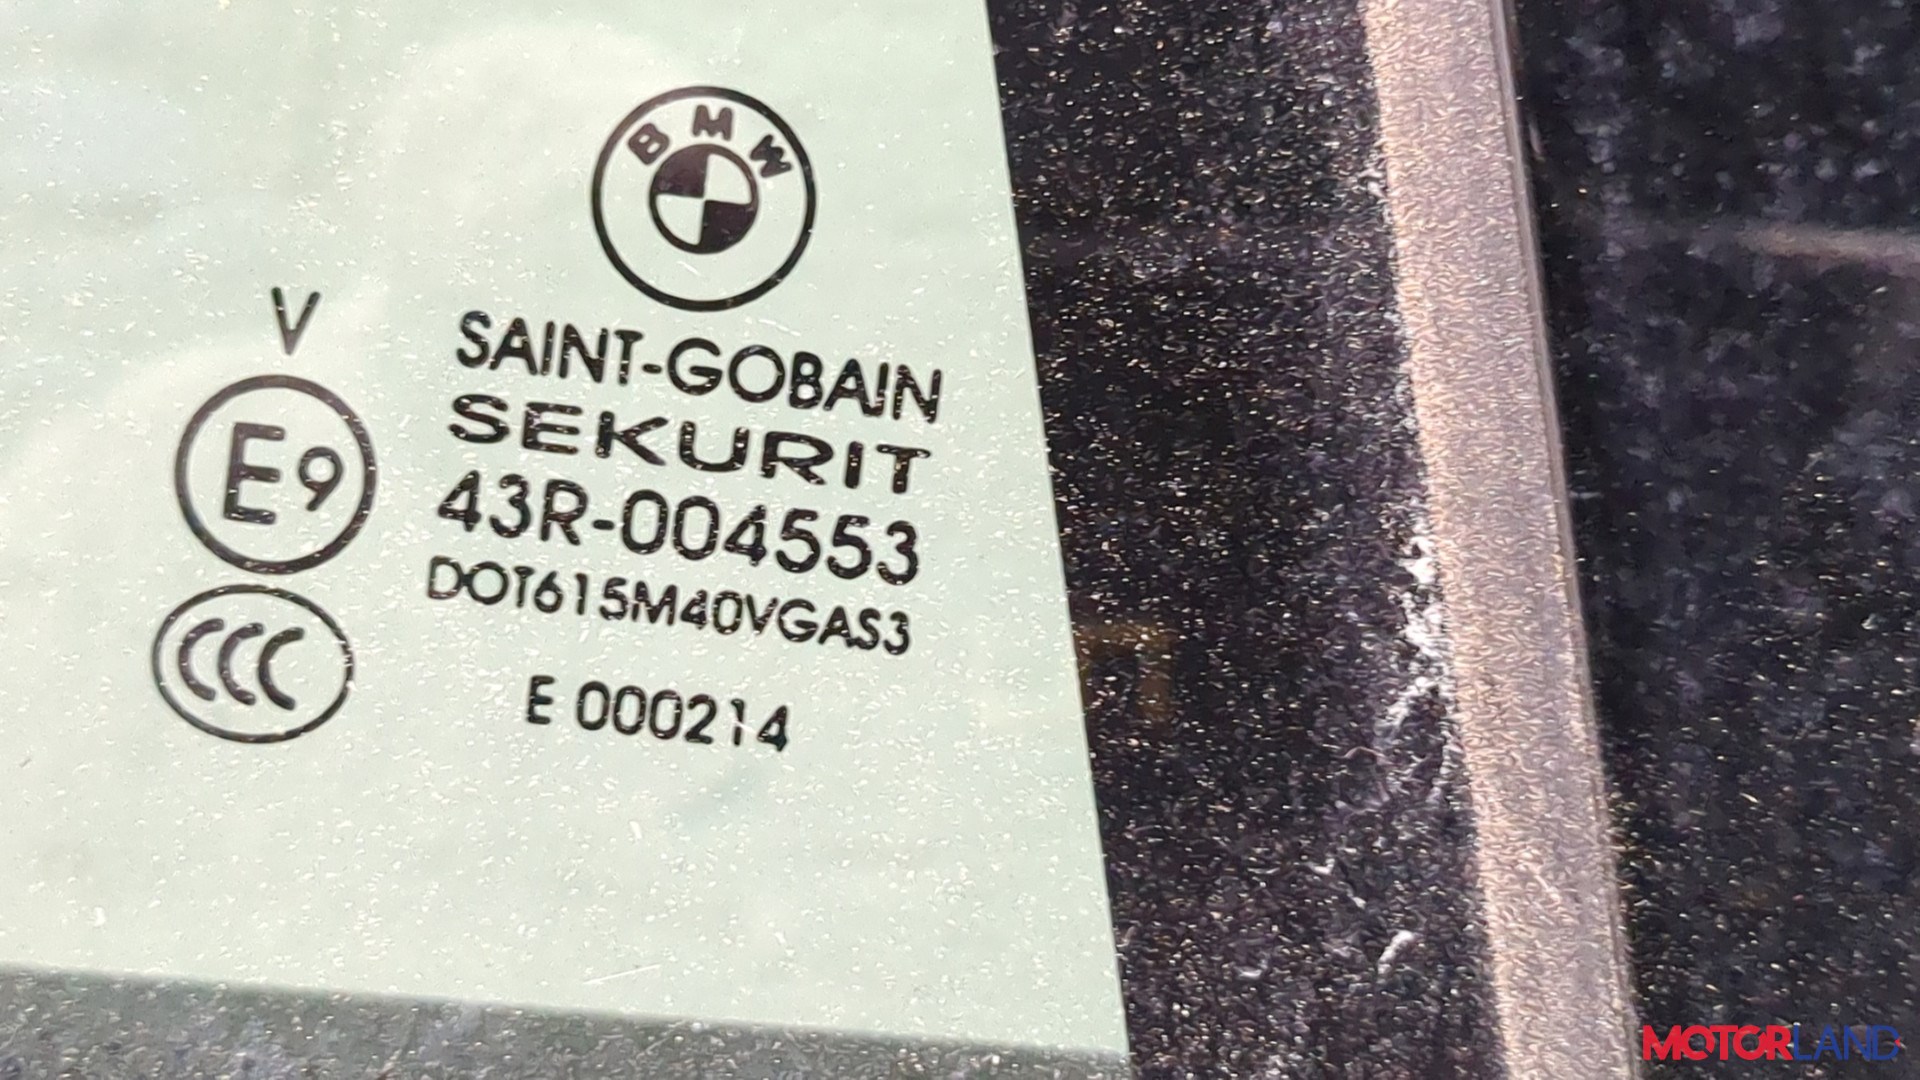 BMW
SAINT-GOBAIN
SEKURIT
43R-004553
DOT615M40VGAS3
E 000214
V
E9
CCC
MOTORLAND